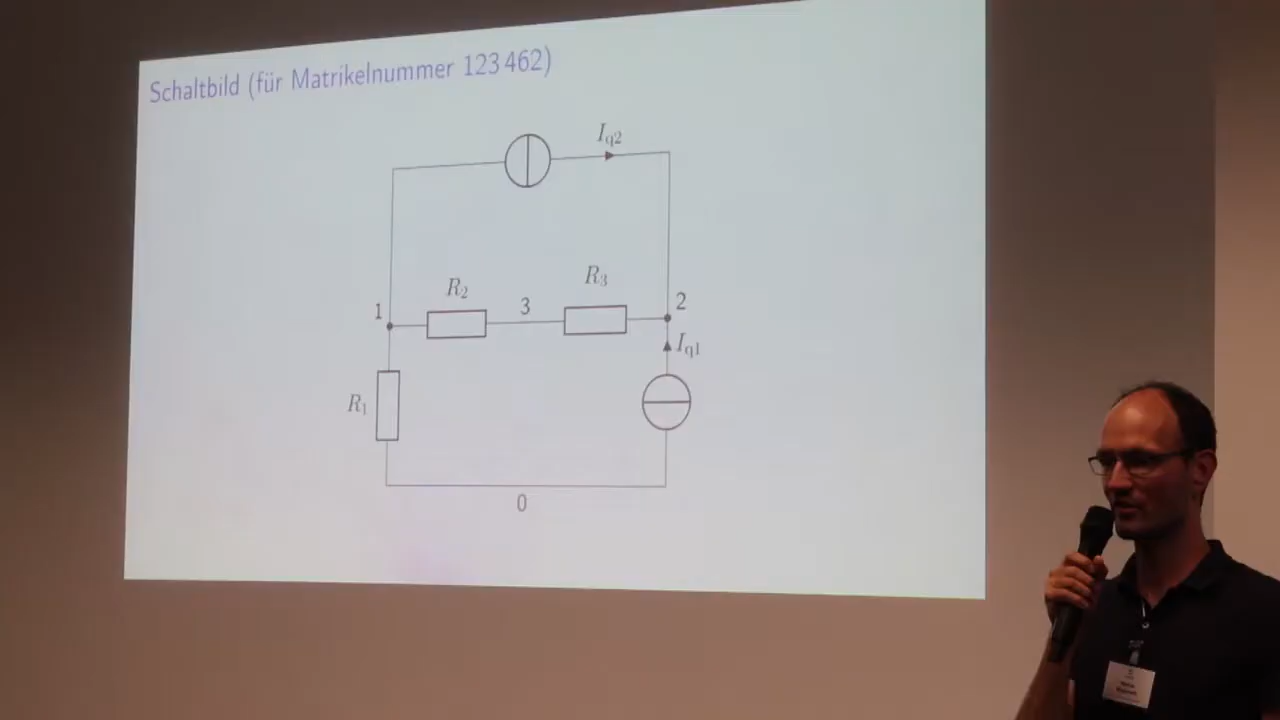 Schaltbild (für Matrikelnummer 123 462)
I_q2
R_2
R_3
1
3
2
I_q1
R_1
0